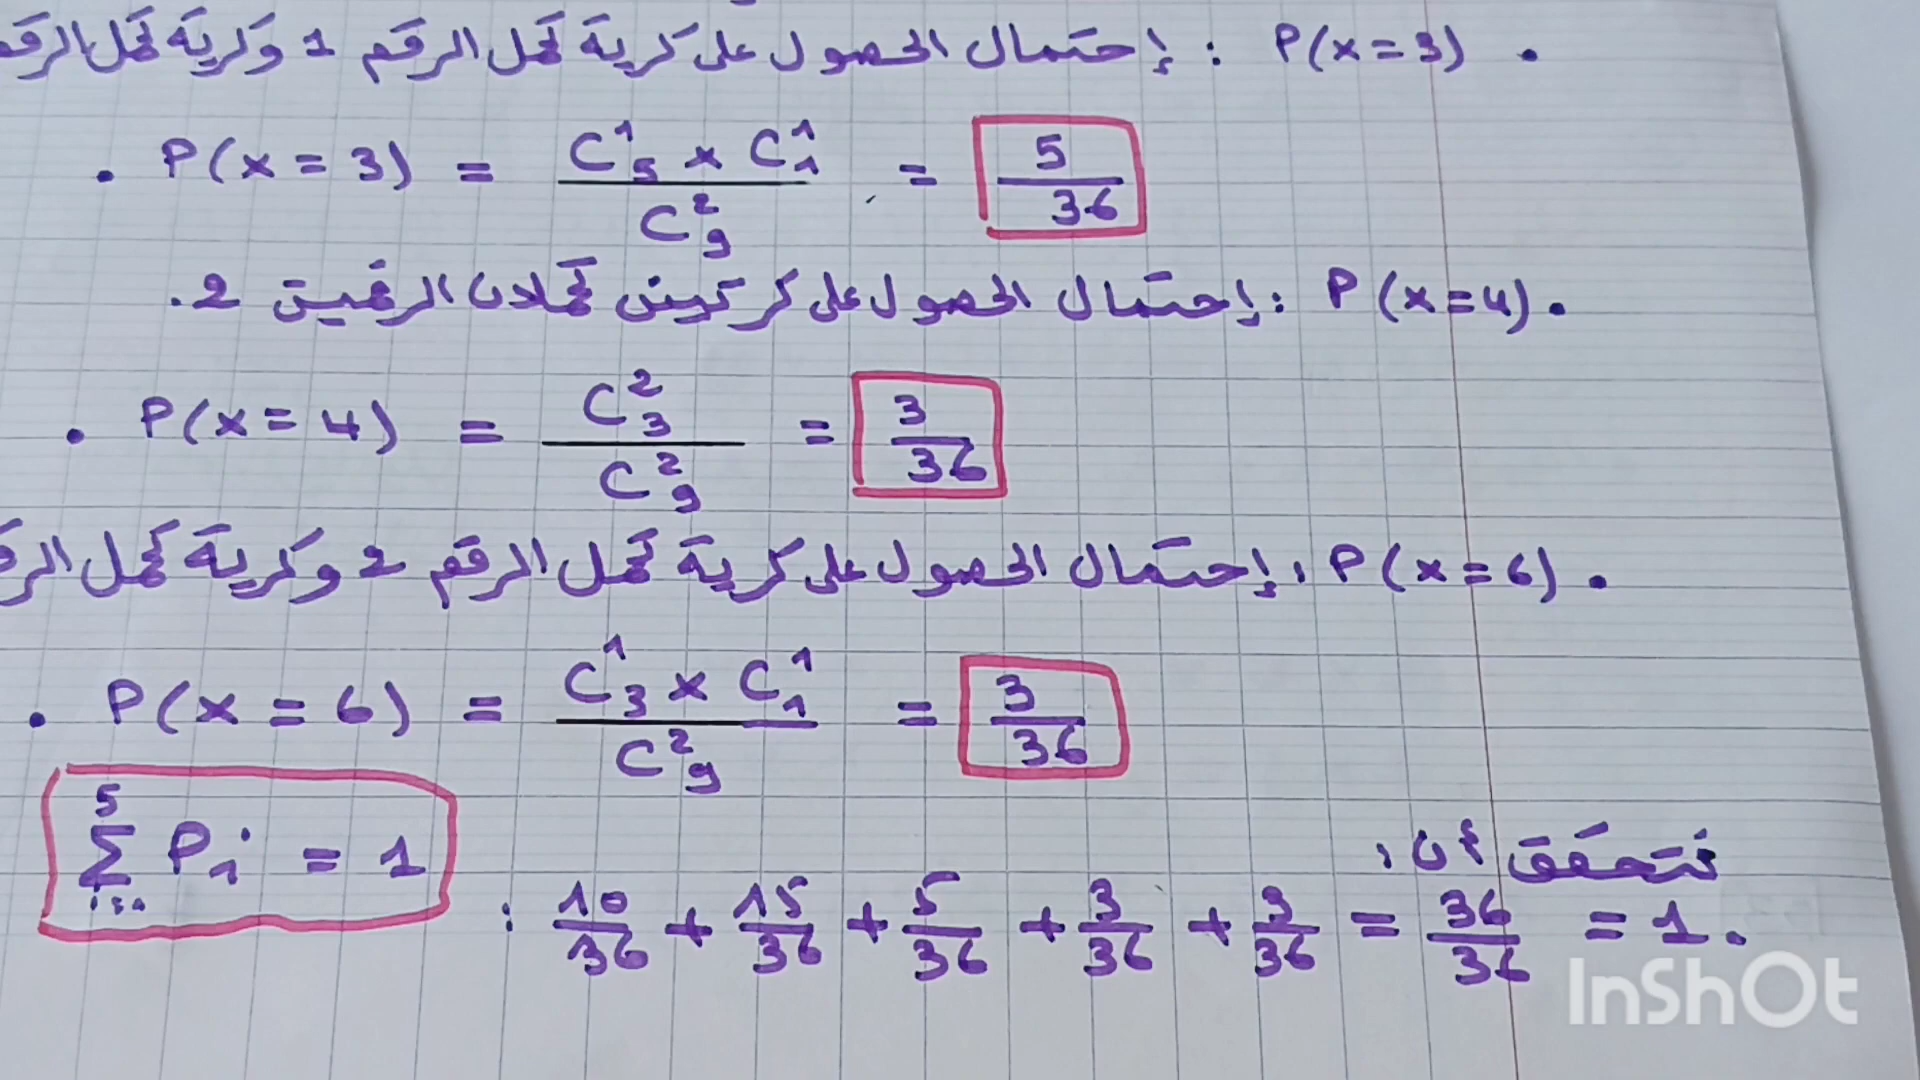 . P(x=3) : إحتمال الحصول على كرية تحمل الرقم 1 وكرية تحمل الرقم
. P(x = 3) = C¹₅ × C¹₁ / C²₉ = 5/36
. P(x=4) : إحتمال الحصول على كريتين تحملان الرقمين 2.
. P(x = 4) = C²₃ / C²₉ = 3/36
. P(x=6) : إحتمال الحصول على كرية تحمل الرقم 2 وكرية تحمل
. P(x = 6) = C¹₃ × C¹₁ / C²₉ = 3/36
نتحقق أن :
: 10/36 + 15/36 + 5/36 + 3/36 + 3/36 = 36/36 = 1.
5 Σ Pi = 1
InShOt